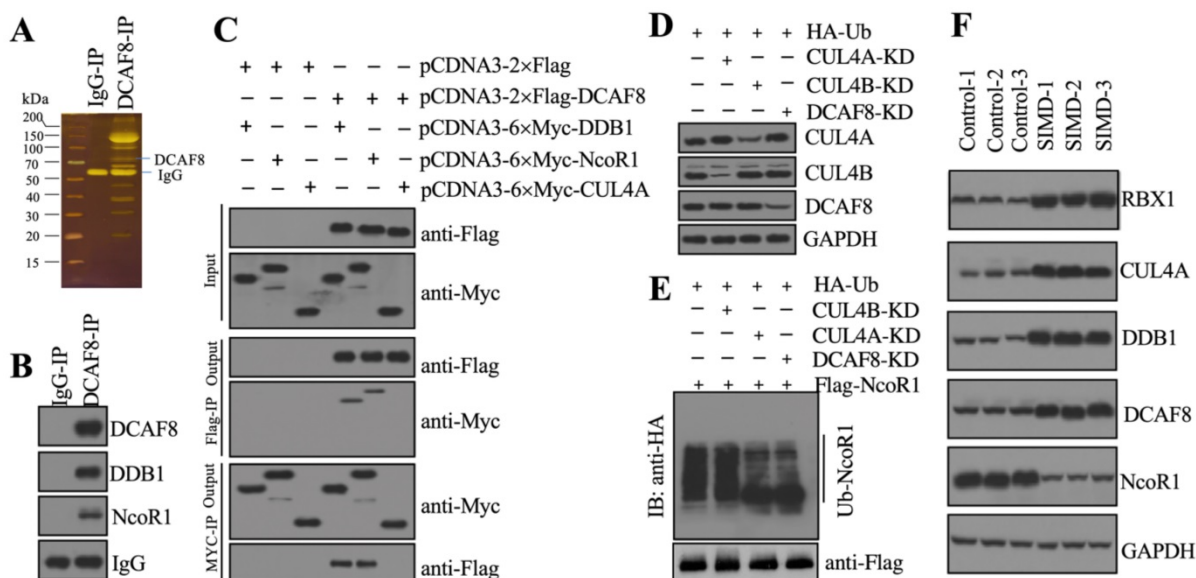 A
IgG-IP
DCAF8-IP
kDa
200
150
100
70
50
40
30
20
15
DCAF8
IgG
B
IgG-IP
DCAF8-IP
DCAF8
DDB1
NcoR1
IgG
C
+ + + − − − pCDNA3-2×Flag
− − − + + + pCDNA3-2×Flag-DCAF8
+ − − + − − pCDNA3-6×Myc-DDB1
− + − − + − pCDNA3-6×Myc-NcoR1
− − + − − + pCDNA3-6×Myc-CUL4A
Input
anti-Flag
anti-Myc
Flag-IP Output
anti-Flag
anti-Myc
MYC-IP Output
anti-Myc
anti-Flag
D
+ + + + HA-Ub
− + − − CUL4A-KD
− − + − CUL4B-KD
− − − + DCAF8-KD
CUL4A
CUL4B
DCAF8
GAPDH
E
+ + + + HA-Ub
− + − − CUL4B-KD
− − + − CUL4A-KD
− − − + DCAF8-KD
+ + + + Flag-NcoR1
IB: anti-HA
Ub-NcoR1
anti-Flag
F
Control-1
Control-2
Control-3
SIMD-1
SIMD-2
SIMD-3
RBX1
CUL4A
DDB1
DCAF8
NcoR1
GAPDH